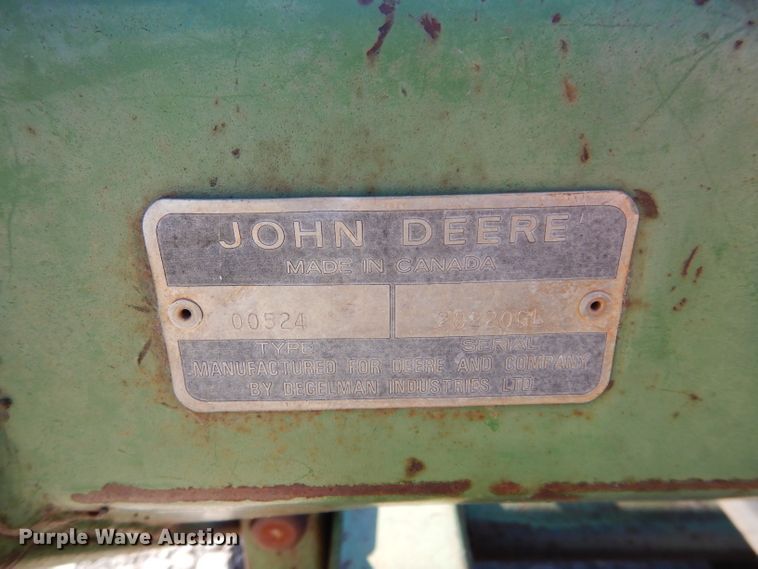 JOHN DEERE
MADE IN CANADA
00524
TYPE SERIAL
MANUFACTURED FOR DEERE AND COMPANY
BY DEGELMAN INDUSTRIES LTD.
Purple Wave Auction